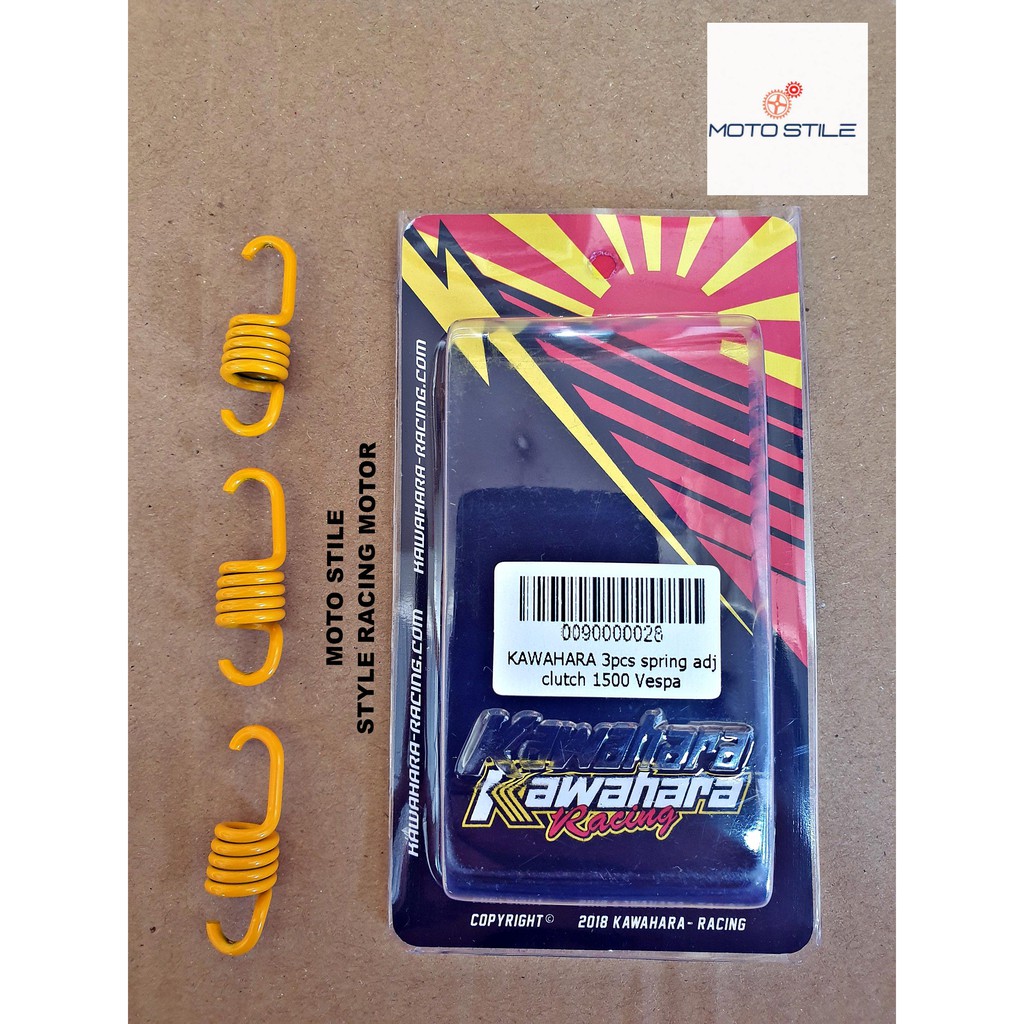 MOTO STILE
KAWAHARA-RACING.COM
KAWAHARA-RACING.COM
MOTO STILE
STYLE RACING MOTOR
0090000028
KAWAHARA 3pcs spring adj
clutch 1500 Vespa
Kawahara
Kawahara
Racing
COPYRIGHT © 2018 KAWAHARA- RACING